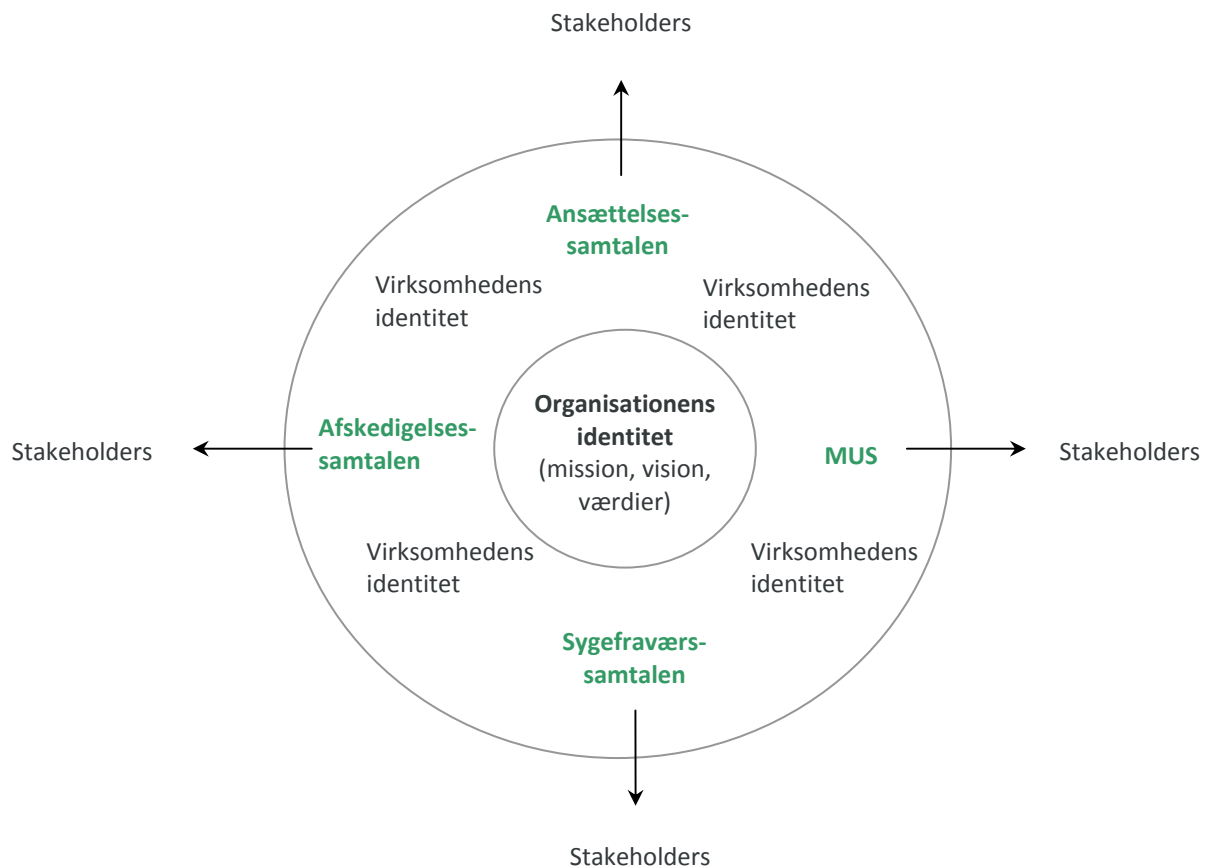 Stakeholders
Ansættelses-
samtalen
Virksomhedens
identitet
Virksomhedens
identitet
Organisationens
identitet
(mission, vision,
værdier)
Afskedigelses-
samtalen
Stakeholders
MUS
Stakeholders
Virksomhedens
identitet
Virksomhedens
identitet
Sygefraværs-
samtalen
Stakeholders